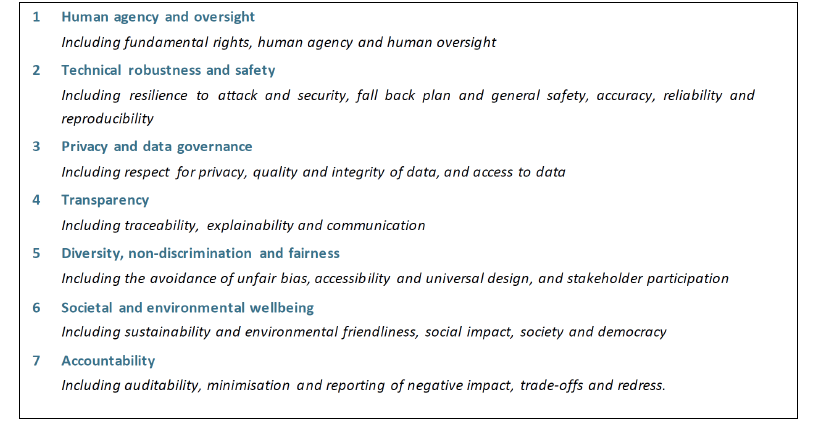 1 Human agency and oversight
Including fundamental rights, human agency and human oversight
2 Technical robustness and safety
Including resilience to attack and security, fall back plan and general safety, accuracy, reliability and
reproducibility
3 Privacy and data governance
Including respect for privacy, quality and integrity of data, and access to data
4 Transparency
Including traceability, explainability and communication
5 Diversity, non-discrimination and fairness
Including the avoidance of unfair bias, accessibility and universal design, and stakeholder participation
6 Societal and environmental wellbeing
Including sustainability and environmental friendliness, social impact, society and democracy
7 Accountability
Including auditability, minimisation and reporting of negative impact, trade-offs and redress.